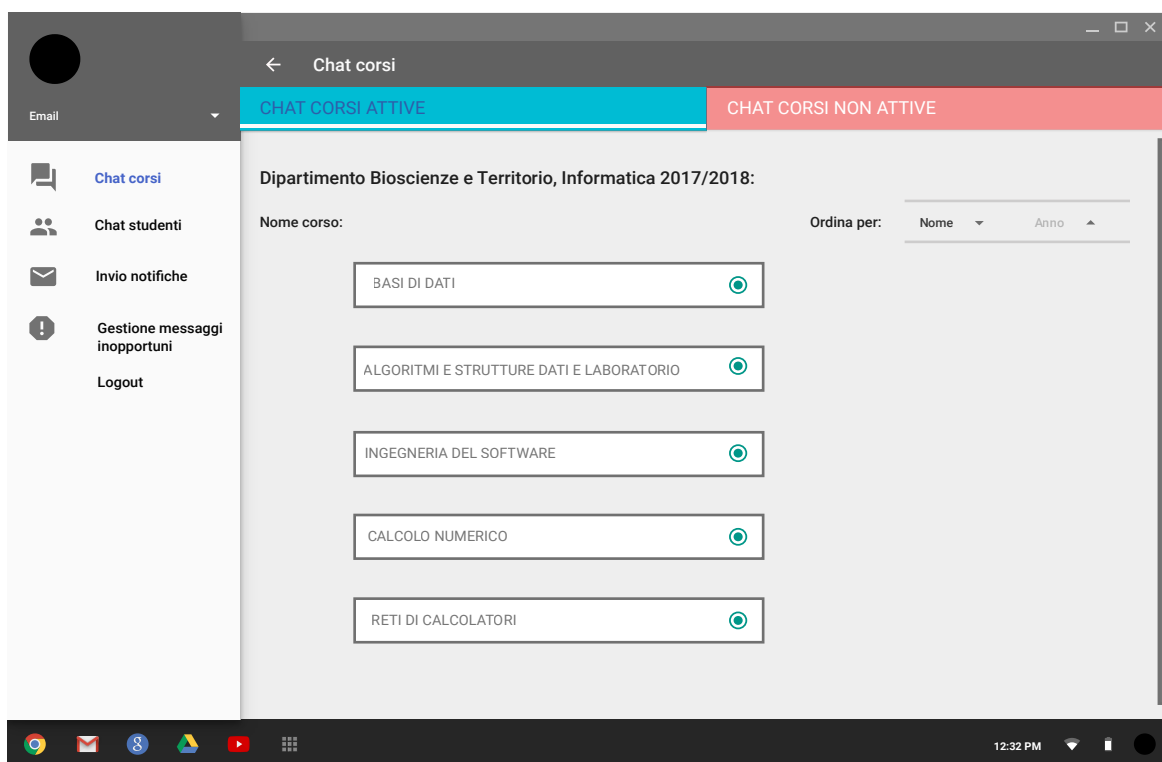 Email
Chat corsi
Chat studenti
Invio notifiche
Gestione messaggi
inopportuni
Logout
Chat corsi
CHAT CORSI ATTIVE
CHAT CORSI NON ATTIVE
Dipartimento Bioscienze e Territorio, Informatica 2017/2018:
Nome corso:
Ordina per:
Nome
Anno
BASI DI DATI
ALGORITMI E STRUTTURE DATI E LABORATORIO
INGEGNERIA DEL SOFTWARE
CALCOLO NUMERICO
RETI DI CALCOLATORI
8
12:32 PM